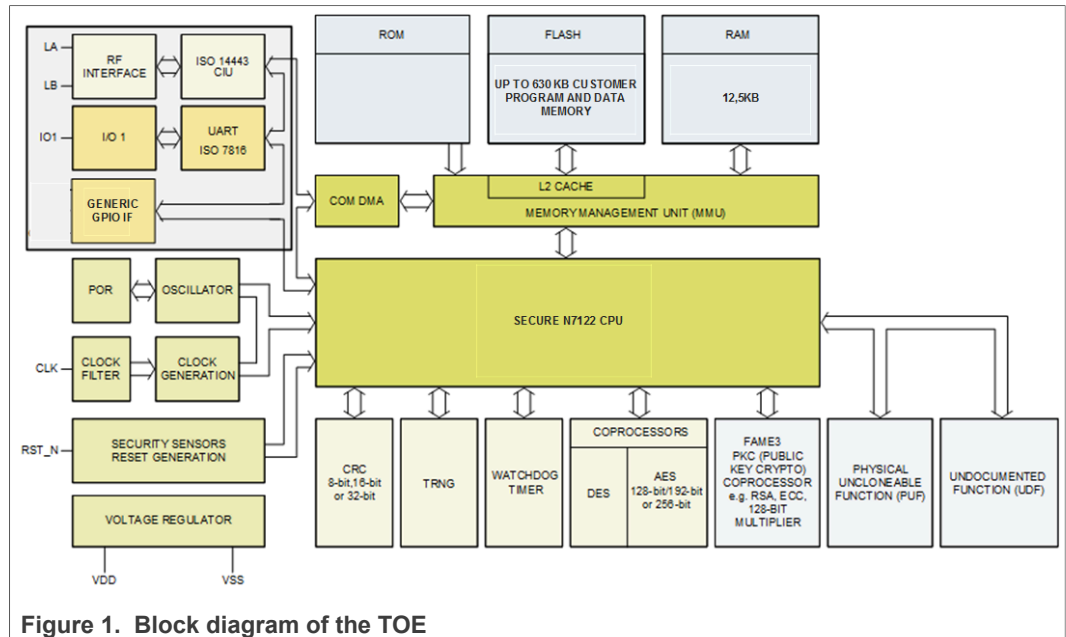 LA
LB
RF
INTERFACE
ISO 14443
CIU
IO1
I/O 1
UART
ISO 7816
GENERIC
GPIO IF
ROM
FLASH
UP TO 630 KB CUSTOMER
PROGRAM AND DATA
MEMORY
RAM
12,5KB
COM DMA
L2 CACHE
MEMORY MANAGEMENT UNIT (MMU)
POR
OSCILLATOR
CLK
CLOCK
FILTER
CLOCK
GENERATION
SECURE N7122 CPU
RST_N
SECURITY SENSORS
RESET GENERATION
VOLTAGE REGULATOR
VDD
VSS
CRC
8-bit,16-bit
or 32-bit
TRNG
WATCHDOG
TIMER
COPROCESSORS
DES
AES
128-bit/192-bit
or 256-bit
FAME3
PKC (PUBLIC
KEY CRYPTO)
COPROCESSOR
e.g. RSA, ECC,
128-BIT
MULTIPLIER
PHYSICAL
UNCLONEABLE
FUNCTION (PUF)
UNDOCUMENTED
FUNCTION (UDF)
Figure 1. Block diagram of the TOE